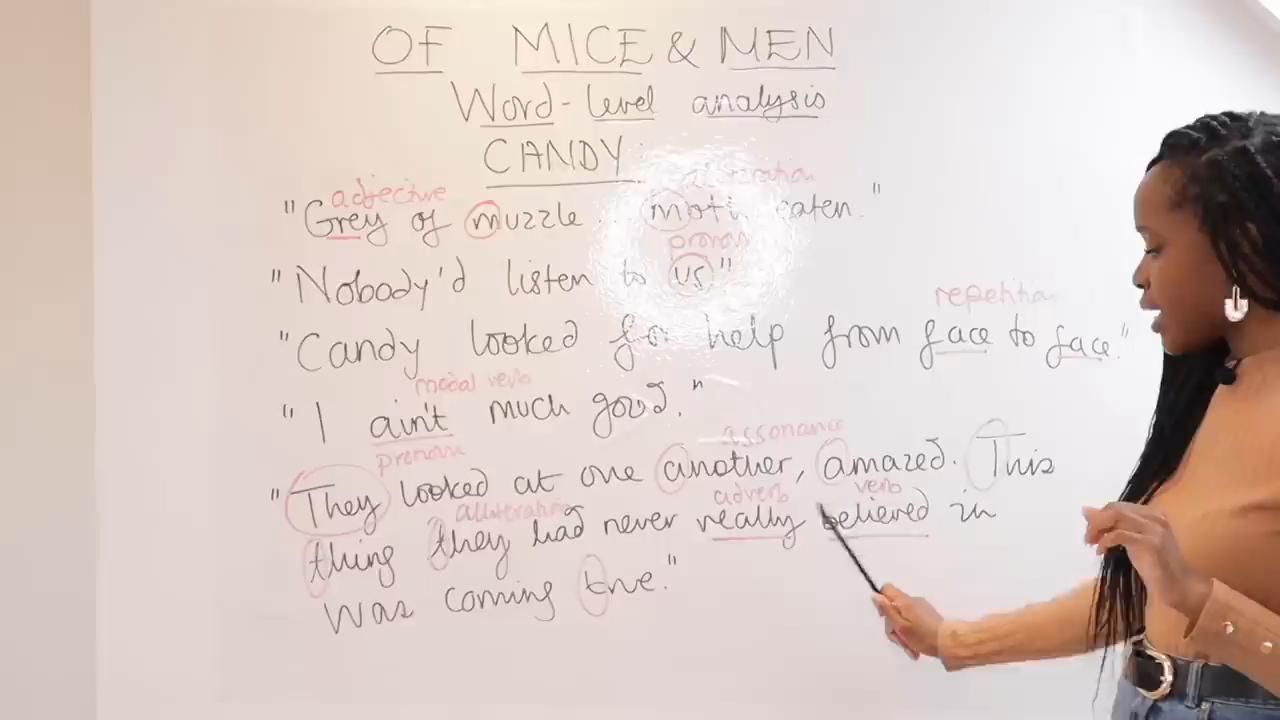 OF MICE & MEN
Word-level analysis
CANDY:
adjective alliteration
"Grey of muzzle... moth eaten."
pronoun
"Nobody'd listen to us"
repetition
"Candy looked for help from face to face."
modal verb
"I ain't much good."
pronoun assonance
"They looked at one another, amazed. This
alliteration adverb verb
thing they had never really believed in
was coming true."